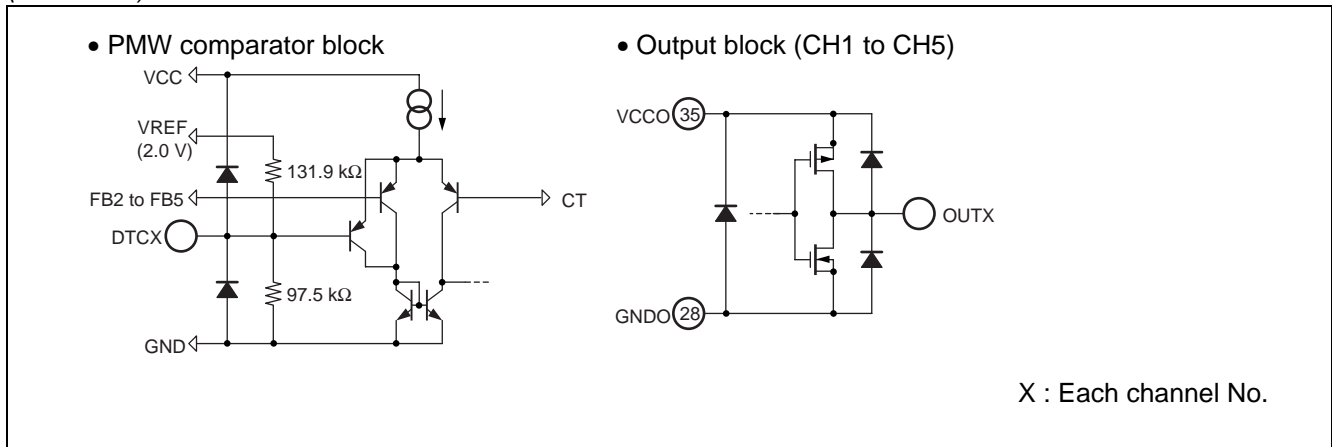 • PMW comparator block
VCC
VREF
(2.0 V)
131.9 kΩ
FB2 to FB5
CT
DTCX
97.5 kΩ
GND
• Output block (CH1 to CH5)
VCCO 35
OUTX
GNDO 28
X : Each channel No.